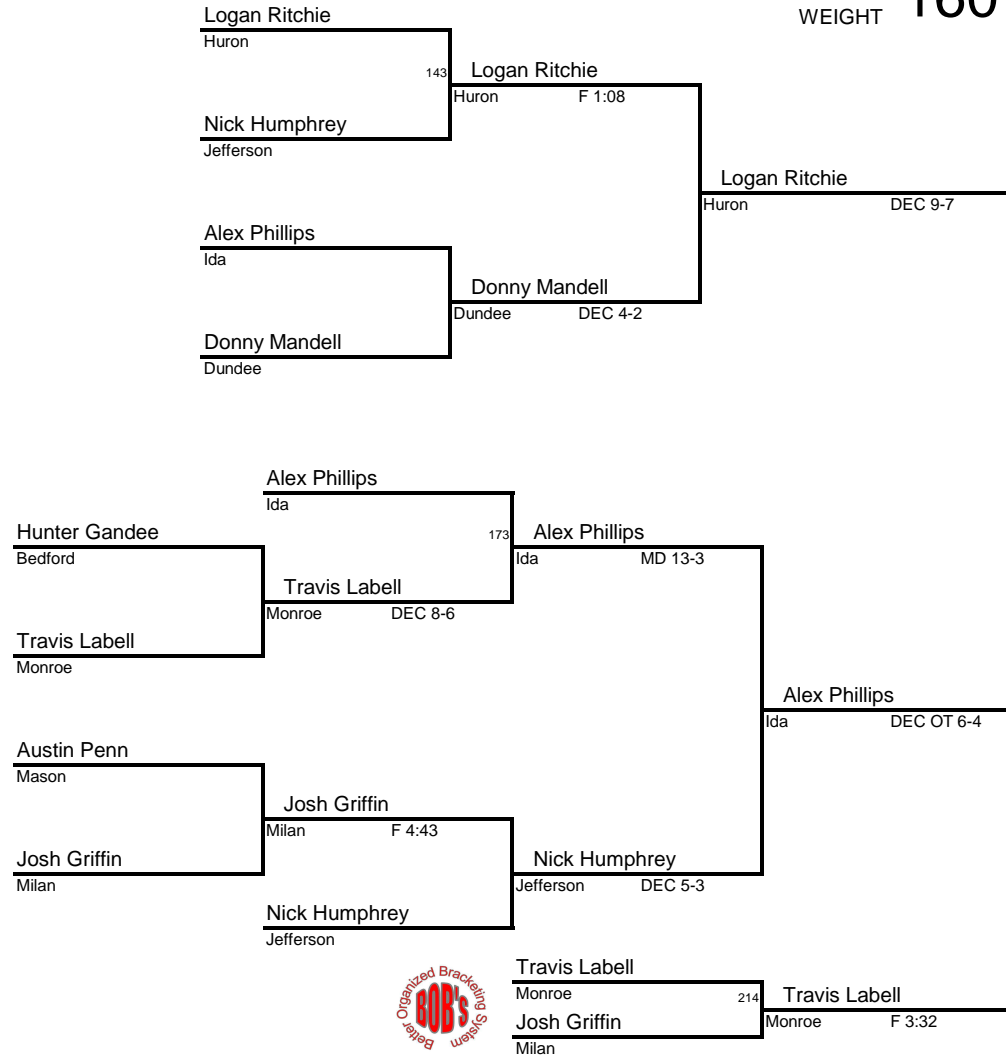 Logan Ritchie
WEIGHT 160
Huron
143 Logan Ritchie
Huron F 1:08
Nick Humphrey
Jefferson
Logan Ritchie
Huron DEC 9-7
Alex Phillips
Ida
Donny Mandell
Dundee DEC 4-2
Donny Mandell
Dundee
Alex Phillips
Ida
Hunter Gandee
173 Alex Phillips
Bedford
Ida MD 13-3
Travis Labell
Monroe DEC 8-6
Travis Labell
Monroe
Alex Phillips
Ida DEC OT 6-4
Austin Penn
Mason
Josh Griffin
Milan F 4:43
Josh Griffin
Nick Humphrey
Milan
Jefferson DEC 5-3
Nick Humphrey
Jefferson
Better Organized Bracketing System
BOB'S
Travis Labell
Monroe
214 Travis Labell
Josh Griffin
Monroe F 3:32
Milan